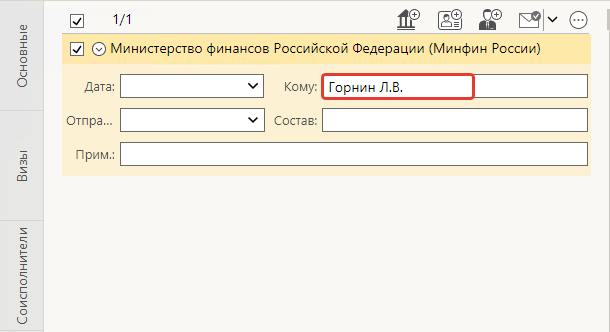 Основные
Визы
Соисполнители
1/1
Министерство финансов Российской Федерации (Минфин России)
Дата:
Кому: Горнин Л.В.
Отпра...
Состав:
Прим.: